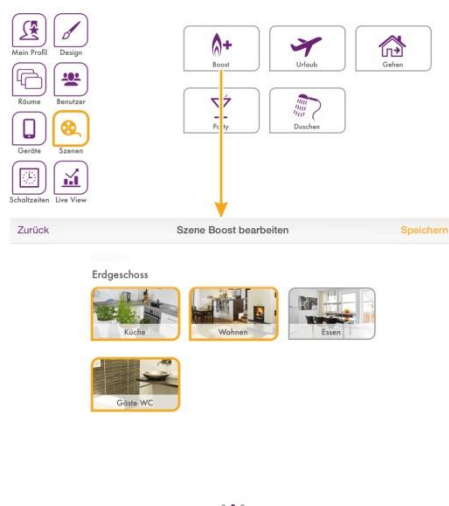 Mein Profil
Design
Räume
Benutzer
Geräte
Szenen
Schaltzeiten
Live View
Boost
Urlaub
Gehen
Party
Duschen
Zurück
Szene Boost bearbeiten
Speichern
Erdgeschoss
Küche
Wohnen
Essen
Gäste WC